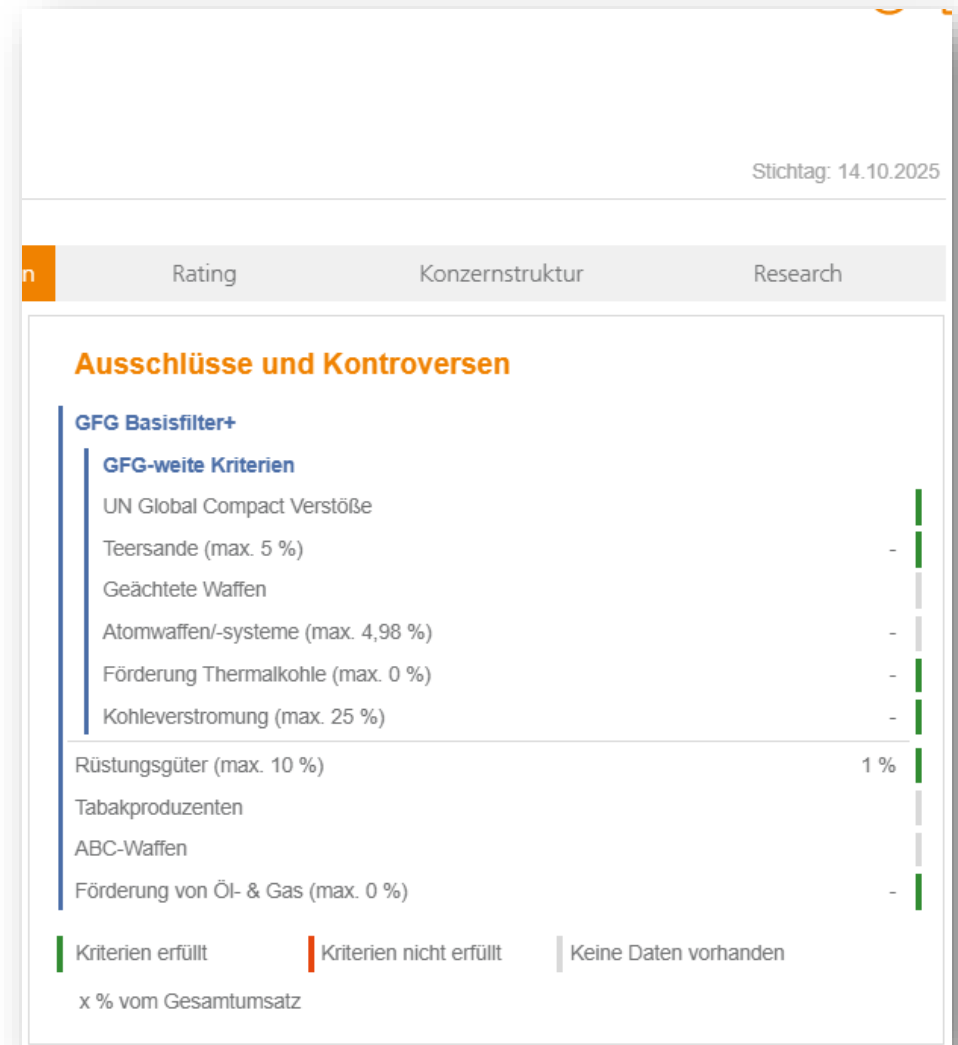 Stichtag: 14.10.2025
n Rating Konzernstruktur Research
Ausschlüsse und Kontroversen
GFG Basisfilter+
GFG-weite Kriterien
UN Global Compact Verstöße
Teersande (max. 5 %) -
Geächtete Waffen
Atomwaffen/-systeme (max. 4,98 %) -
Förderung Thermalkohle (max. 0 %) -
Kohleverstromung (max. 25 %) -
Rüstungsgüter (max. 10 %) 1 %
Tabakproduzenten
ABC-Waffen
Förderung von Öl- & Gas (max. 0 %) -
Kriterien erfüllt Kriterien nicht erfüllt Keine Daten vorhanden
x % vom Gesamtumsatz